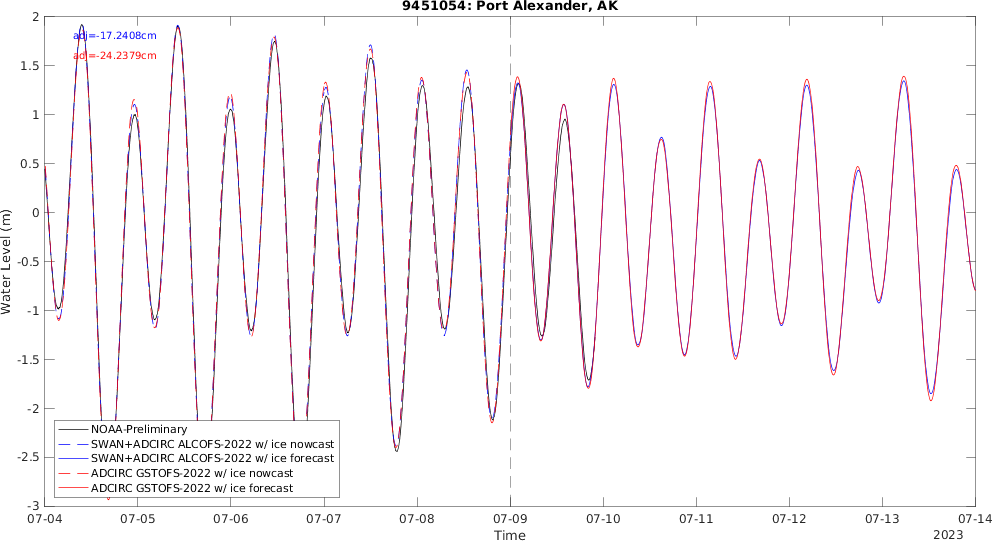 9451054: Port Alexander, AK
adj=-17.2408cm
adj=-24.2379cm
2
1.5
1
0.5
0
-0.5
-1
-1.5
-2
-2.5
-3
Water Level (m)
NOAA-Preliminary
SWAN+ADCIRC ALCOFS-2022 w/ ice nowcast
SWAN+ADCIRC ALCOFS-2022 w/ ice forecast
ADCIRC GSTOFS-2022 w/ ice nowcast
ADCIRC GSTOFS-2022 w/ ice forecast
07-04 07-05 07-06 07-07 07-08 07-09 07-10 07-11 07-12 07-13 07-14
Time
2023